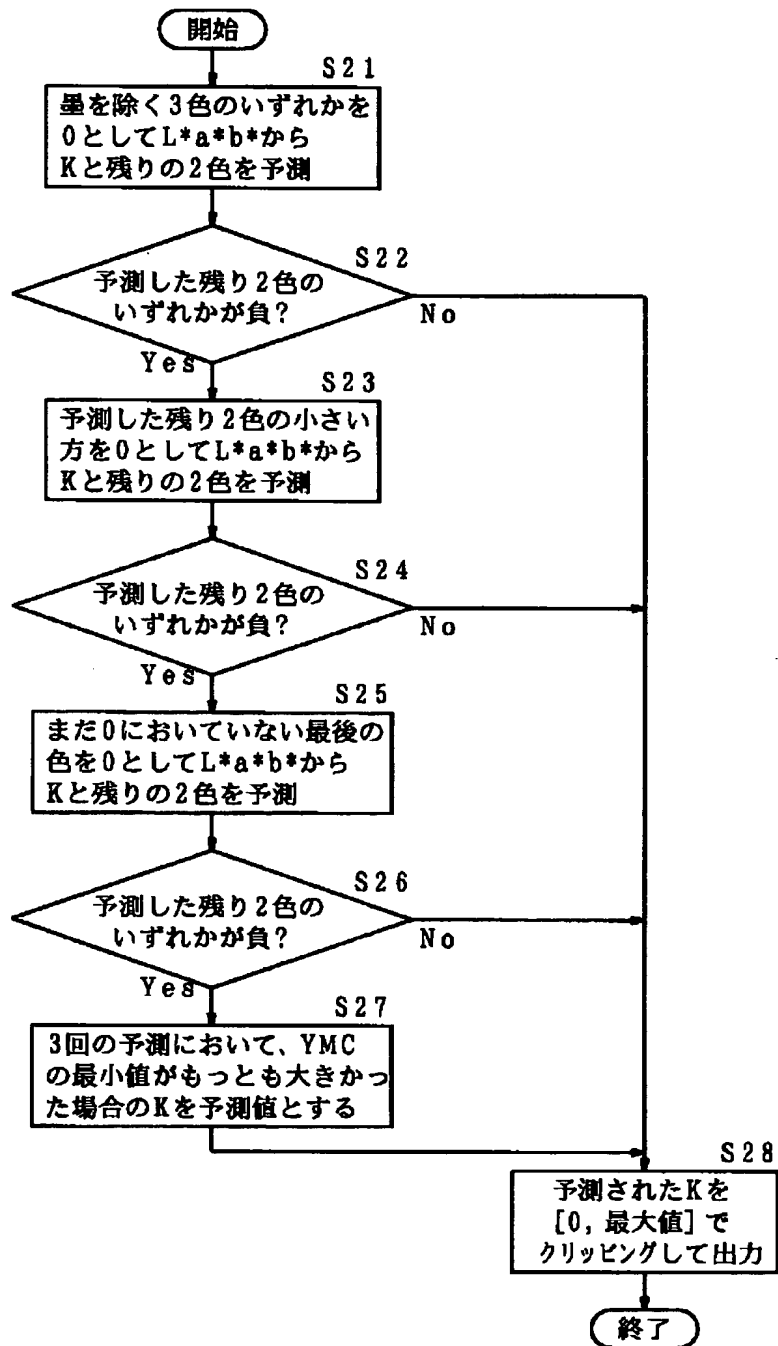 開始
S21
墨を除く3色のいずれかを
0としてL*a*b*から
Kと残りの2色を予測
S22
予測した残り2色の
いずれかが負?
No
Yes
S23
予測した残り2色の小さい
方を0としてL*a*b*から
Kと残りの2色を予測
S24
予測した残り2色の
いずれかが負?
No
Yes
S25
まだ0においていない最後の
色を0としてL*a*b*から
Kと残りの2色を予測
S26
予測した残り2色の
いずれかが負?
No
Yes
S27
3回の予測において、YMC
の最小値がもっとも大きかっ
た場合のKを予測値とする
S28
予測されたKを
[0, 最大値]で
クリッピングして出力
終了